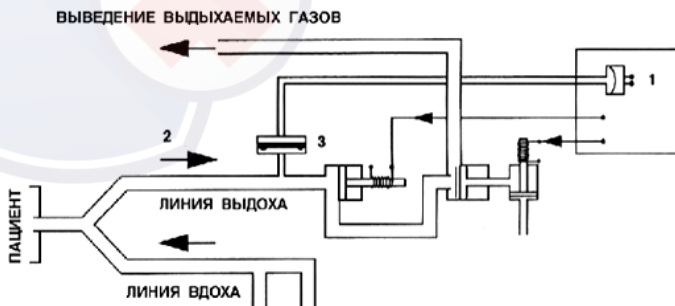 ВЫВЕДЕНИЕ ВЫДЫХАЕМЫХ ГАЗОВ
1
2
3
ЛИНИЯ ВЫДОХА
ПАЦИЕНТ
ЛИНИЯ ВДОХА